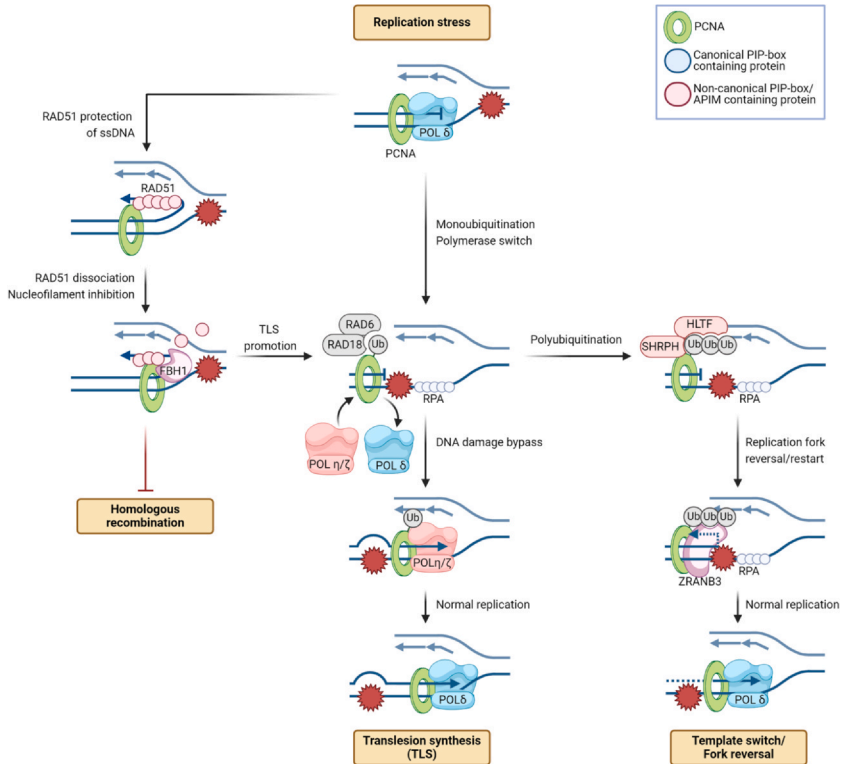 Replication stress
PCNA
Canonical PIP-box
containing protein
Non-canonical PIP-box/
APIM containing protein
RAD51 protection
of ssDNA
POL δ
PCNA
RAD51
Monoubiquitination
Polymerase switch
RAD51 dissociation
Nucleofilament inhibition
FBH1
TLS
promotion
RAD6
RAD18
Ub
RPA
Polyubiquitination
HLTF
SHRPH
Ub Ub Ub
RPA
POL η/ζ
POL δ
DNA damage bypass
Replication fork
reversal/restart
Homologous
recombination
Ub
POLη/ζ
Ub Ub Ub
ZRANB3
RPA
Normal replication
Normal replication
POLδ
POL δ
Translesion synthesis
(TLS)
Template switch/
Fork reversal